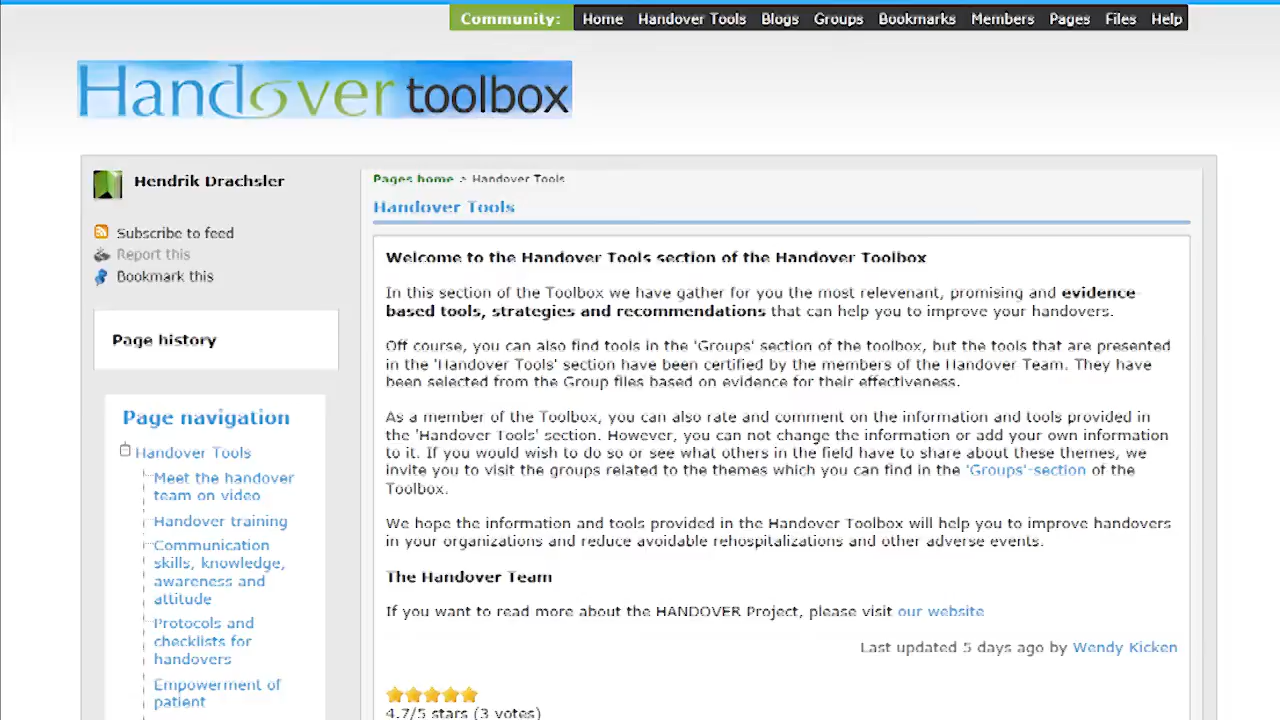 Community: Home Handover Tools Blogs Groups Bookmarks Members Pages Files Help
Handover toolbox
Hendrik Drachsler
Subscribe to feed
Report this
Bookmark this
Page history
Page navigation
Handover Tools
Meet the handover
team on video
Handover training
Communication
skills, knowledge,
awareness and
attitude
Protocols and
checklists for
handovers
Empowerment of
patient
Pages home > Handover Tools
Handover Tools
Welcome to the Handover Tools section of the Handover Toolbox
In this section of the Toolbox we have gather for you the most relevenant, promising and evidence-
based tools, strategies and recommendations that can help you to improve your handovers.
Off course, you can also find tools in the 'Groups' section of the toolbox, but the tools that are presented
in the 'Handover Tools' section have been certified by the members of the Handover Team. They have
been selected from the Group files based on evidence for their effectiveness.
As a member of the Toolbox, you can also rate and comment on the information and tools provided in
the 'Handover Tools' section. However, you can not change the information or add your own information
to it. If you would wish to do so or see what others in the field have to share about these themes, we
invite you to visit the groups related to the themes which you can find in the 'Groups'-section of the
Toolbox.
We hope the information and tools provided in the Handover Toolbox will help you to improve handovers
in your organizations and reduce avoidable rehospitalizations and other adverse events.
The Handover Team
If you want to read more about the HANDOVER Project, please visit our website
Last updated 5 days ago by Wendy Kicken
4.7/5 stars (3 votes)